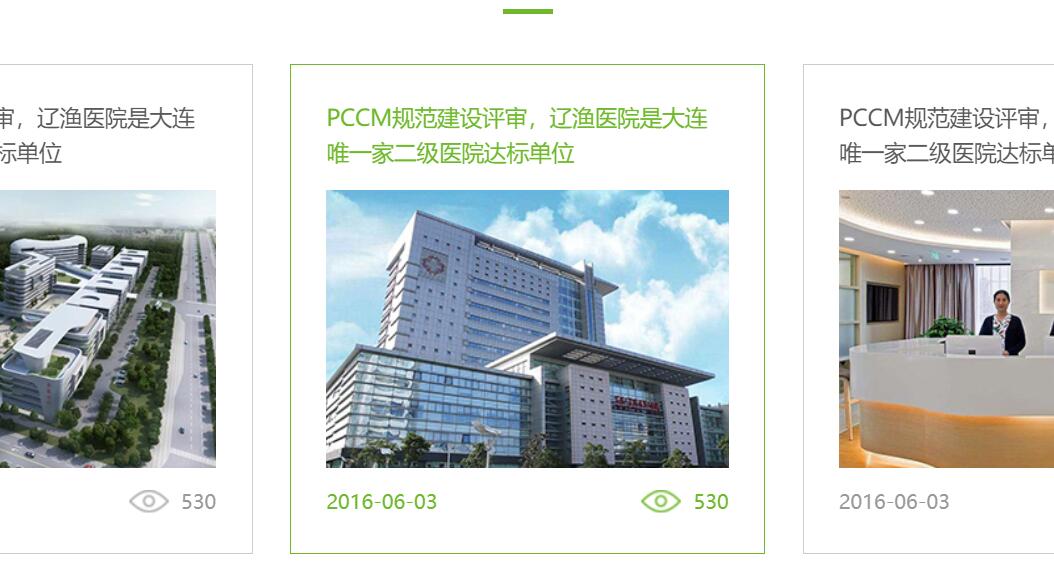 审，辽渔医院是大连
标单位
530
PCCM规范建设评审，辽渔医院是大连
唯一家二级医院达标单位
2016-06-03
530
PCCM规范建设评审，
唯一家二级医院达标单
2016-06-03